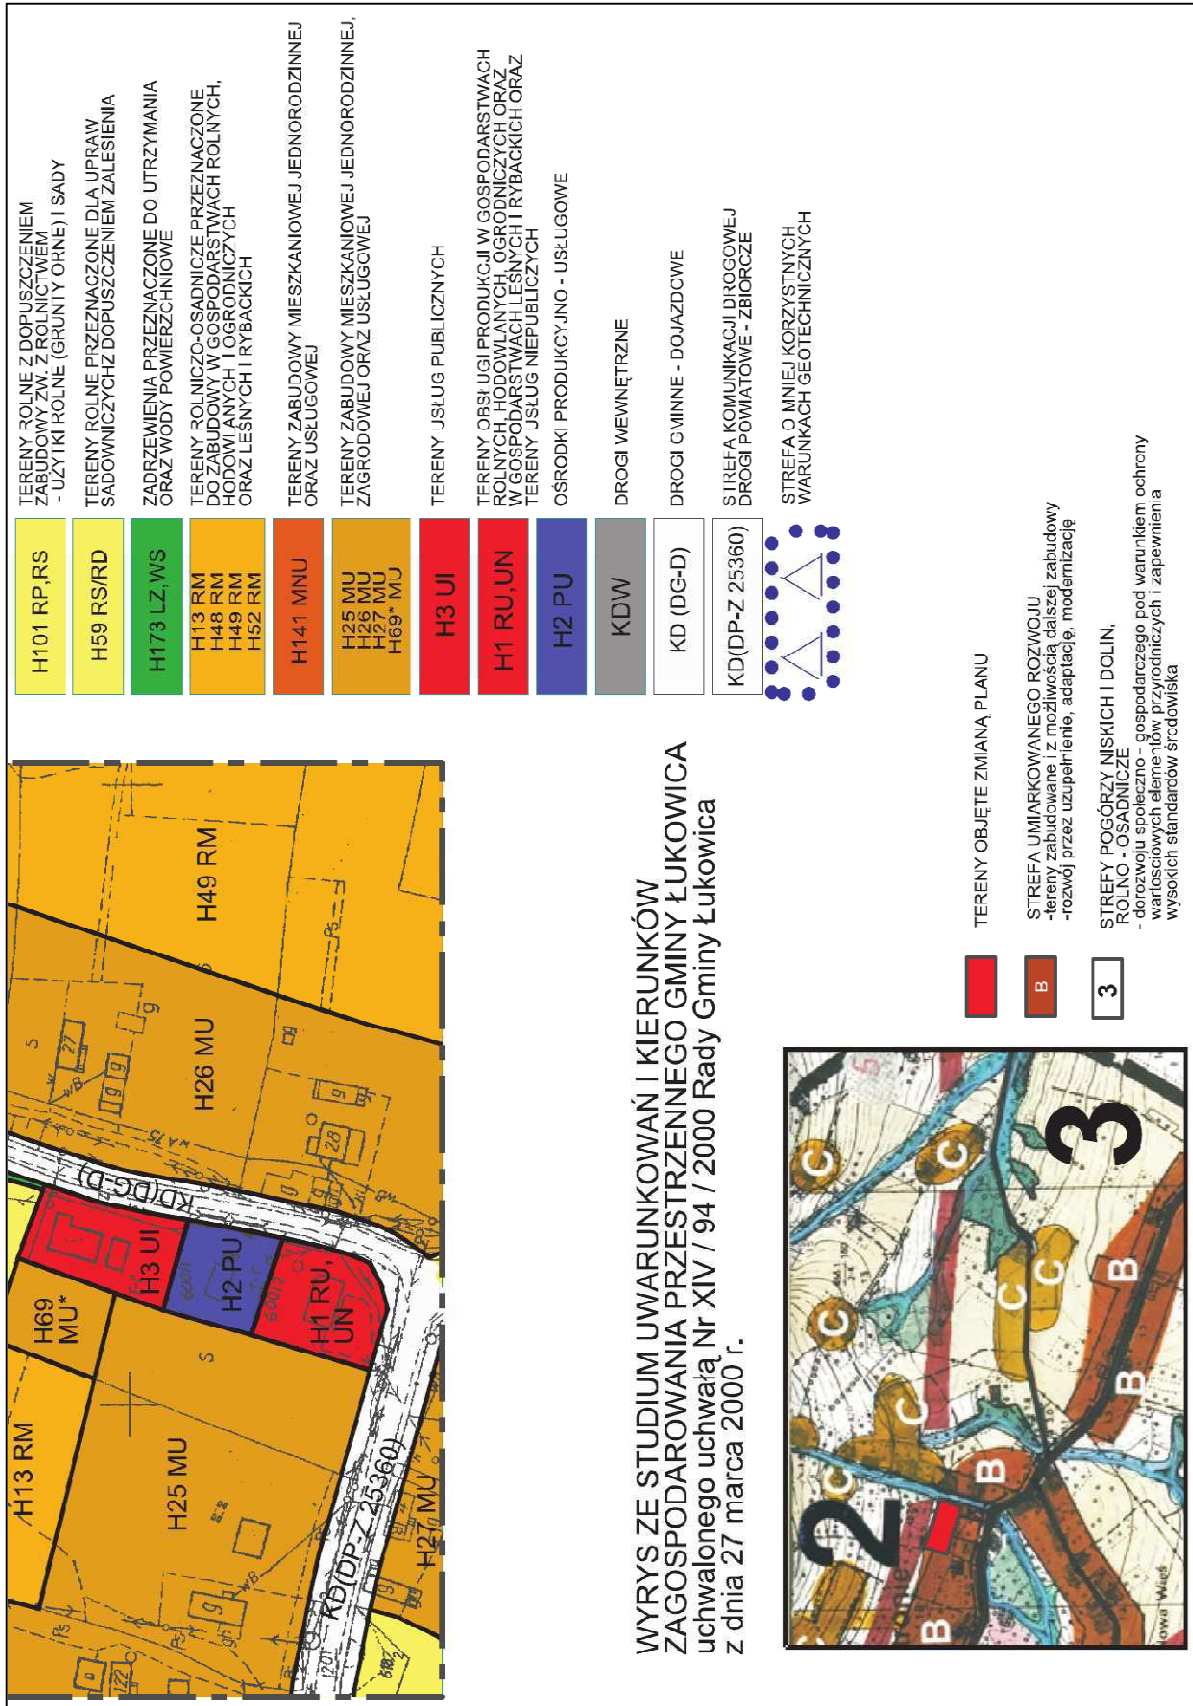 H101 RP,RS
TERENY ROLNE Z DOPUSZCZENIEM
ZABUDOWY ZW. Z ROLNICTWEM
- UŻYTKI ROLNE (GRUNTY ORNE) I SADY
H59 RS/RD
TERENY ROLNE PRZEZNACZONE DLA UPRAW
SADOWNICZYCHZ DOPUSZCZENIEM ZALESIENIA
H173 LZ,WS
ZADRZEWIENIA PRZEZNACZONE DO UTRZYMANIA
ORAZ WODY POWIERZCHNIOWE
H13 RM
H48 RM
H49 RM
H52 RM
TERENY ROLNICZO-OSADNICZE PRZEZNACZONE
DO ZABUDOWY W GOSPODARSTWACH ROLNYCH,
HODOWLANYCH I OGRODNICZYCH
ORAZ LEŚNYCH I RYBACKICH
H141 MNU
TERENY ZABUDOWY MIESZKANIOWEJ JEDNORODZINNEJ
ORAZ USŁUGOWEJ
H25 MU
H26 MU
H27 MU
H69* MU
TERENY ZABUDOWY MIESZKANIOWEJ JEDNORODZINNEJ,
ZAGRODOWEJ ORAZ USŁUGOWEJ
H3 UI
TERENY USŁUG PUBLICZNYCH
H1 RU,UN
TERENY OBSŁUGI PRODUKCJI W GOSPODARSTWACH
ROLNYCH, HODOWLANYCH, OGRODNICZYCH ORAZ
W GOSPODARSTWACH LEŚNYCH I RYBACKICH ORAZ
TERENY USŁUG NIEPUBLICZYCH
H2 PU
OŚRODKI PRODUKCYJNO - USŁUGOWE
KDW
DROGI WEWNĘTRZNE
KD (DG-D)
DROGI GMINNE - DOJAZDOWE
KD(DP-Z 25360)
STREFA KOMUNIKACJI DROGOWEJ
DROGI POWIATOWE - ZBIORCZE
STREFA O MNIEJ KORZYSTNYCH
WARUNKACH GEOTECHNICZNYCH
H13 RM
H69
MU*
H3 UI
KD(DG-D)
H26 MU
H49 RM
H25 MU
H2 PU
H1 RU,
UN
KD(DP-Z 25360)
H27 MU
27
28
122
S
S
S
g
g
g
WYRYS ZE STUDIUM UWARUNKOWAŃ I KIERUNKÓW
ZAGOSPODAROWANIA PRZESTRZENNEGO GMINY ŁUKOWICA
uchwalonego uchwałą Nr XIV / 94 / 2000 Rady Gminy Łukowica
z dnia 27 marca 2000 r.
2
3
C
C
C
C
C
C
C
B
B
B
B
B
Nowa Wieś
TERENY OBJĘTE ZMIANĄ PLANU
B
STREFA UMIARKOWANEGO ROZWOJU
-tereny zabudowane i z możliwością dalszej zabudowy
-rozwój przez uzupełnienie, adaptację, modernizację
3
STREFY POGÓRZY NISKICH I DOLIN,
ROLNO - OSADNICZE
- dorozwoju społeczno - gospodarczego pod warunkiem ochrony
wartościowych elementów przyrodniczych i zapewnienia
wysokich standardów środowiska